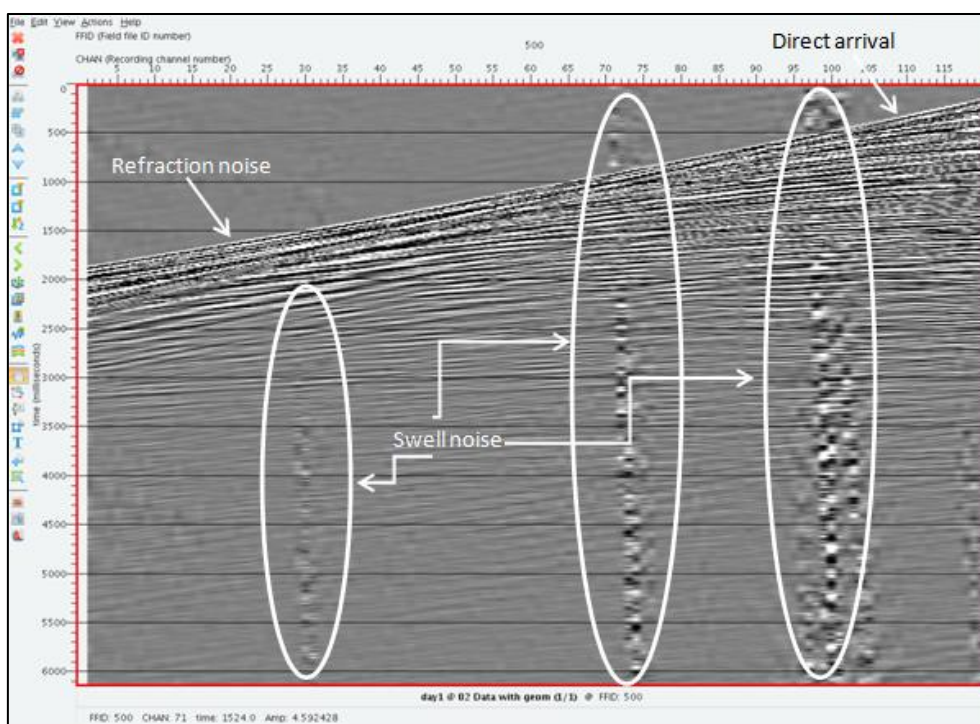 File Edit View Actions Help
FFID (Field file ID number)
500
Direct arrival
CHAN (Recording channel number)
5 10 15 20 25 30 35 40 45 50 55 60 65 70 75 80 85 90 95 100 105 110 115
0
500
Refraction noise
1000
1500
2000
2500
3000
time (milliseconds)
3500
Swell noise
4000
4500
5000
5500
6000
day1 @ 02 Data with geom (1/1) @ FFID: 500
FFID: 500 CHAN: 71 time: 1524.0 Amp: 4.592428